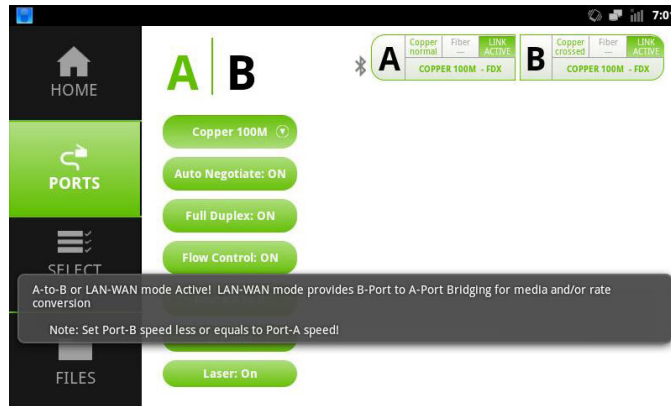 7:0
HOME
PORTS
SELECT
FILES
A B
Copper 100M
Auto Negotiate: ON
Full Duplex: ON
Flow Control: ON
Laser: On
A
Copper normal
Fiber ---
LINK ACTIVE
COPPER 100M - FDX
B
Copper crossed
Fiber ---
LINK ACTIVE
COPPER 100M - FDX
A-to-B or LAN-WAN mode Active! LAN-WAN mode provides B-Port to A-Port Bridging for media and/or rate
conversion
Note: Set Port-B speed less or equals to Port-A speed!